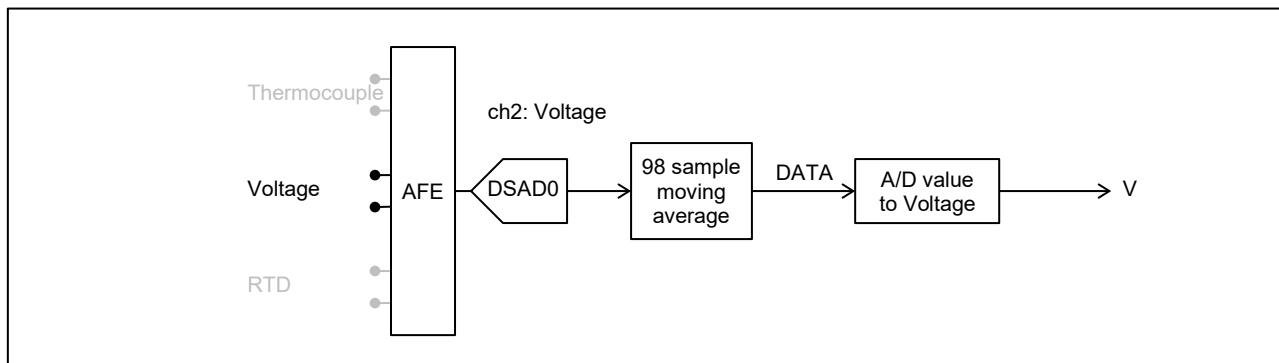 Thermocouple
ch2: Voltage
Voltage
AFE
DSAD0
98 sample
moving
average
DATA
A/D value
to Voltage
V
RTD